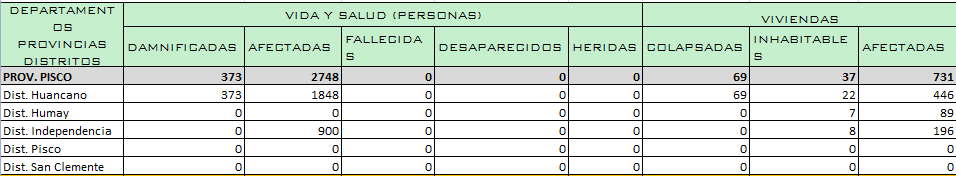 DEPARTAMENT
OS
PROVINCIAS
DISTRITOS
VIDA Y SALUD (PERSONAS)
VIVIENDAS
DAMNIFICADAS AFECTADAS FALLECIDA
S DESAPARECIDOS HERIDAS COLAPSADAS INHABITABLE
S AFECTADAS
PROV. PISCO 373 2748 0 0 0 69 37 731
Dist. Huancano 373 1848 0 0 0 69 22 446
Dist. Humay 0 0 0 0 0 0 7 89
Dist. Independencia 0 900 0 0 0 0 8 196
Dist. Pisco 0 0 0 0 0 0 0 0
Dist. San Clemente 0 0 0 0 0 0 0 0